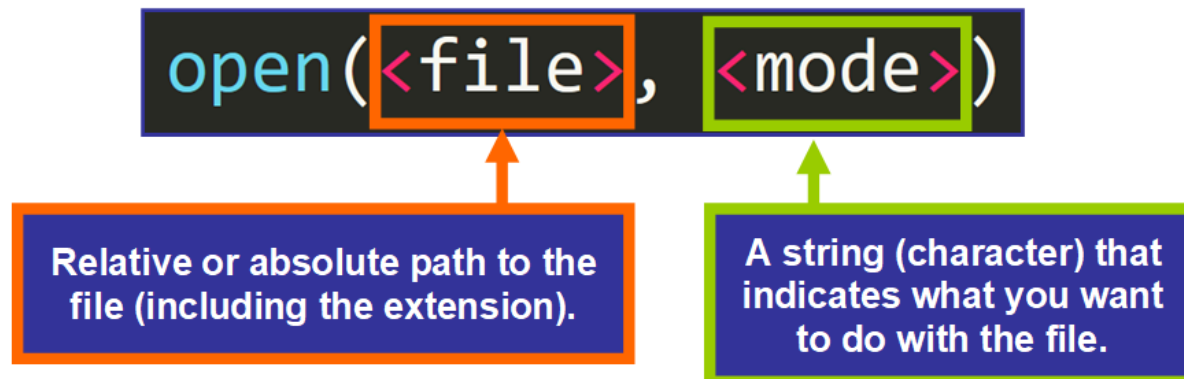 open(<file>, <mode>)
Relative or absolute path to the
file (including the extension).
A string (character) that
indicates what you want
to do with the file.